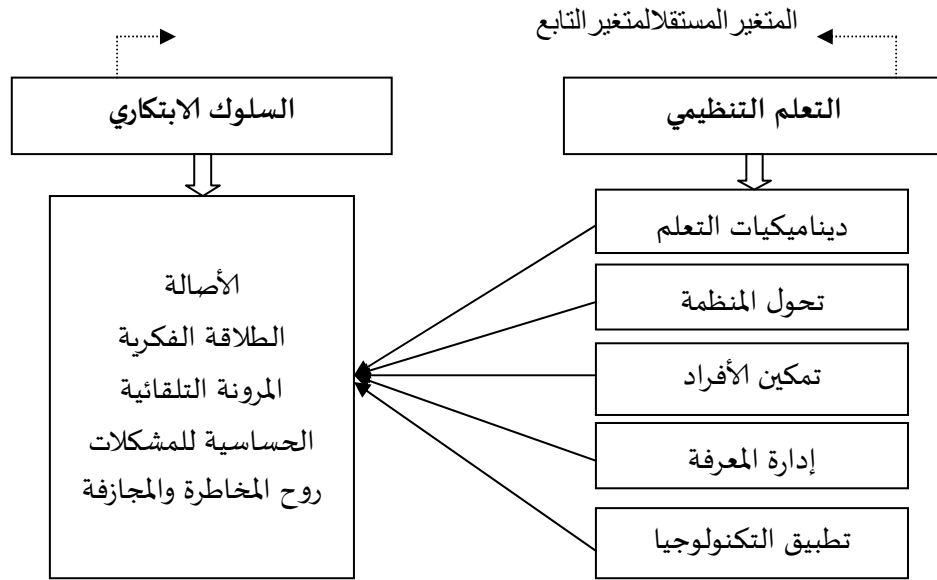 المتغير المستقلالمتغير التابع
التعلم التنظيمي
السلوك الابتكاري
ديناميكيات التعلم
تحول المنظمة
تمكين الأفراد
إدارة المعرفة
تطبيق التكنولوجيا
الأصالة
الطلاقة الفكرية
المرونة التلقائية
الحساسية للمشكلات
روح المخاطرة والمجازفة